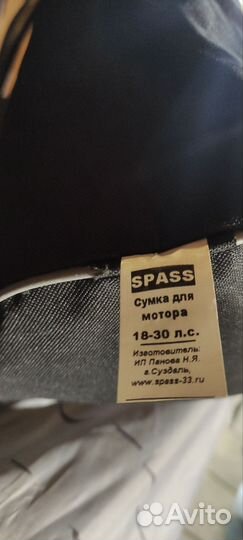 SPASS
Сумка для
мотора
18-30 л.с.
Изготовитель:
ИП Панова Н.Я.
г.Суздаль,
www.spass-33.ru
Avito